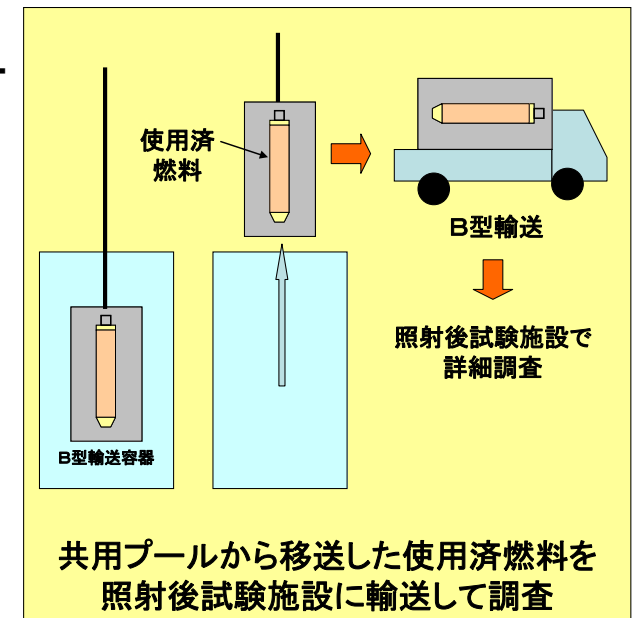 使用済
燃料
B型輸送
照射後試験施設で
詳細調査
B型輸送容器
共用プールから移送した使用済燃料を
照射後試験施設に輸送して調査